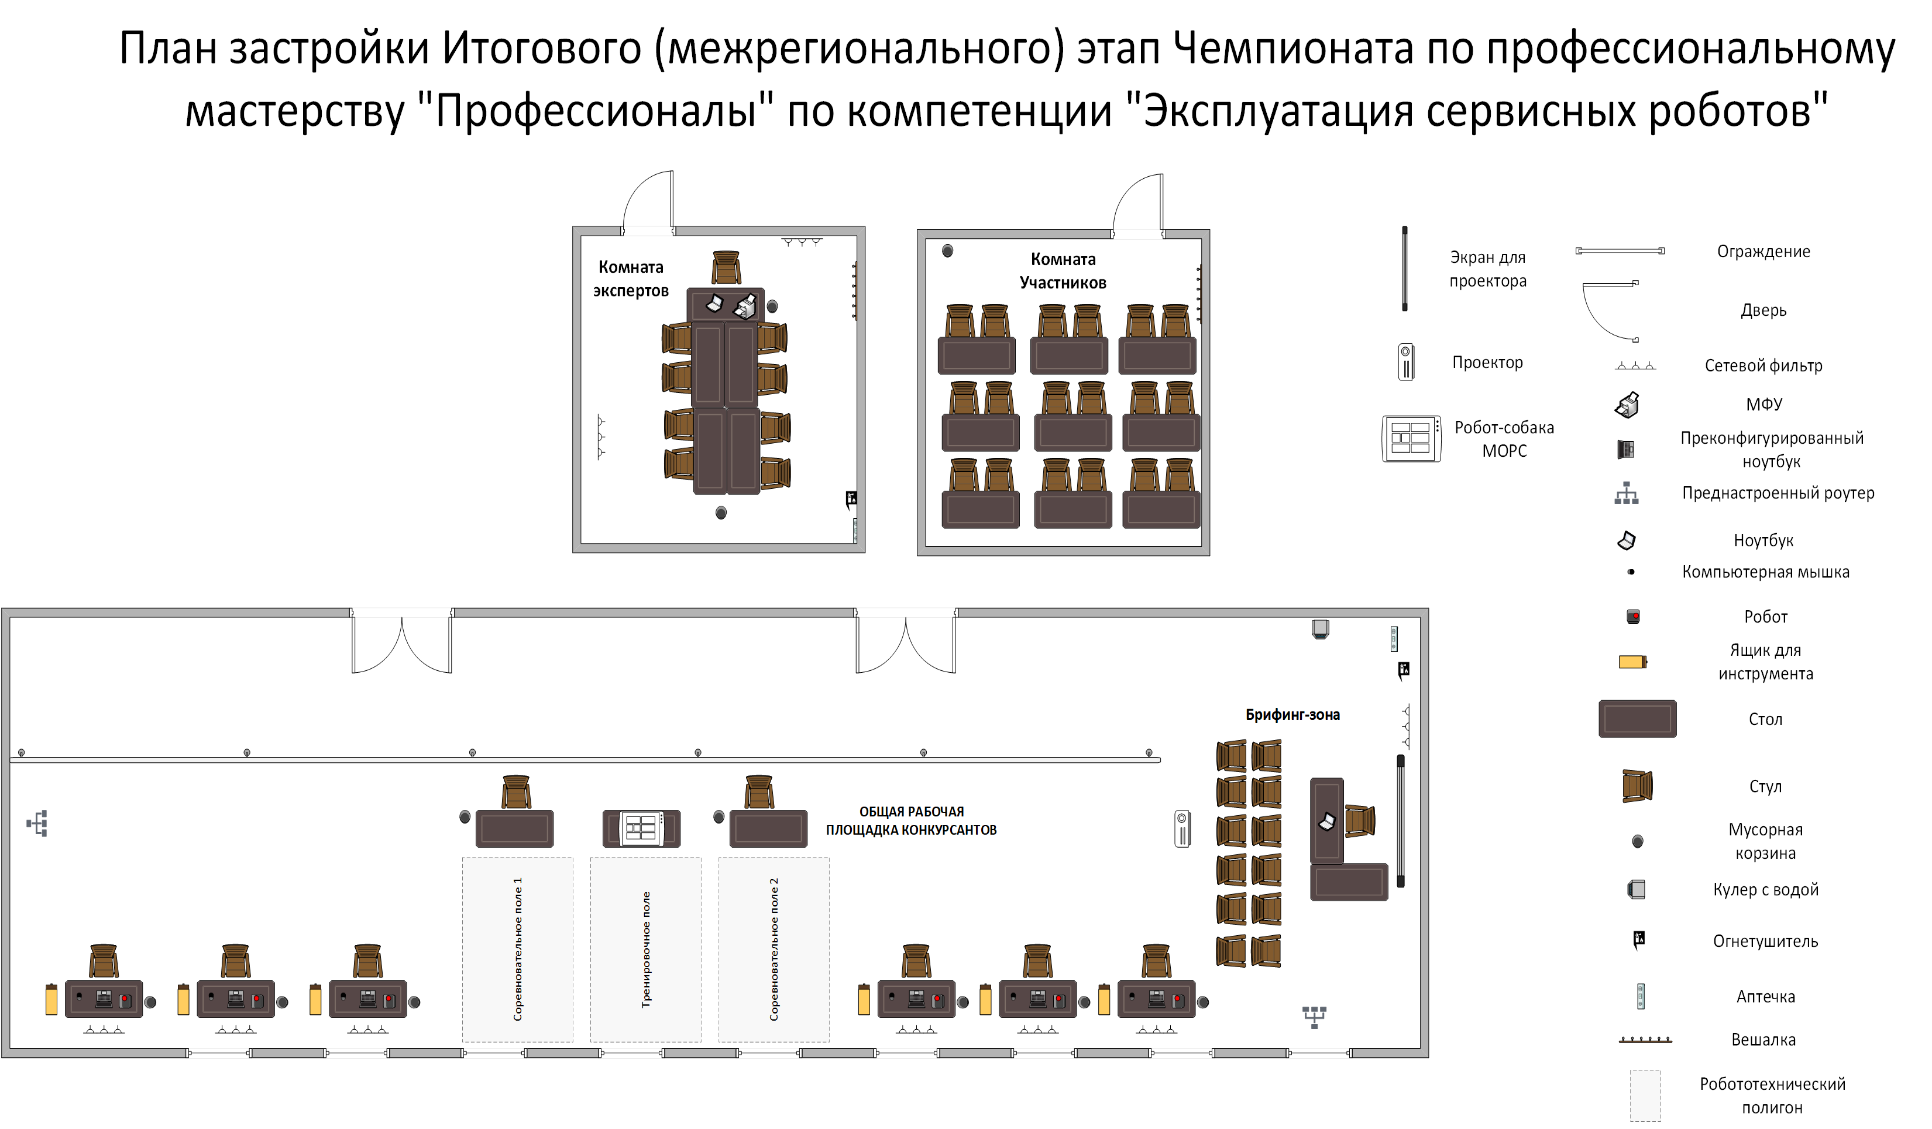 План застройки Итогового (межрегионального) этап Чемпионата по профессиональному
мастерству "Профессионалы" по компетенции "Эксплуатация сервисных роботов"
Комната
экспертов
Комната
Участников
Экран для
проектора
Проектор
Робот-собака
МОРС
Ограждение
Дверь
Сетевой фильтр
МФУ
Преконфигурированный
ноутбук
Преднастроенный роутер
Ноутбук
Компьютерная мышка
Робот
Ящик для
инструмента
Стол
Стул
Мусорная
корзина
Кулер с водой
Огнетушитель
Аптечка
Вешалка
Робототехнический
полигон
Брифинг-зона
ОБЩАЯ РАБОЧАЯ
ПЛОЩАДКА КОНКУРСАНТОВ
Соревновательное поле 1
Тренировочное поле
Соревновательное поле 2